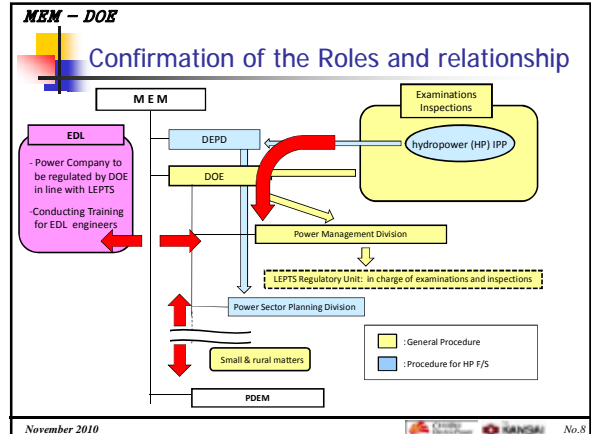 MEM – DOE
Confirmation of the Roles and relationship
M E M
Examinations
Inspections
EDL
- Power Company to
be regulated by DOE
in line with LEPTS
-Conducting Training
for EDL engineers
DEPD
hydropower (HP) IPP
DOE
Power Management Division
LEPTS Regulatory Unit: in charge of examinations and inspections
Power Sector Planning Division
Small & rural matters
: General Procedure
: Procedure for HP F/S
PDEM
November 2010
KANSAI
No.8